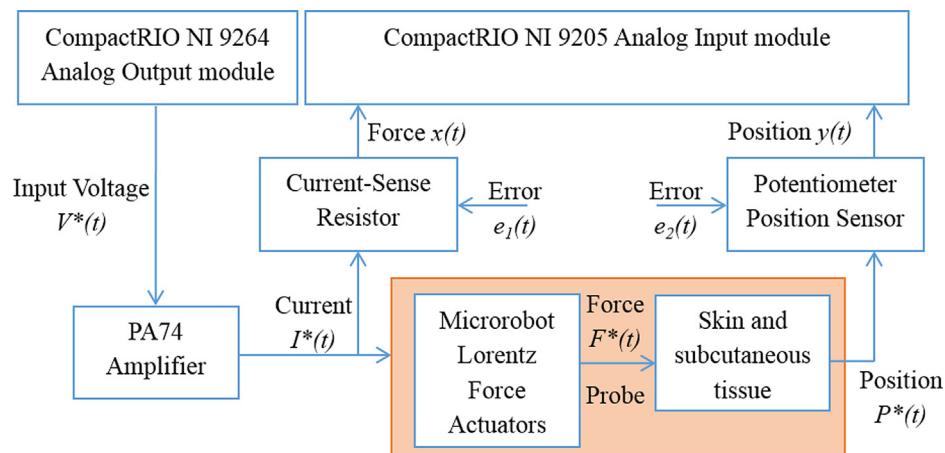 CompactRIO NI 9264
Analog Output module
CompactRIO NI 9205 Analog Input module
Force x(t)
Position y(t)
Input Voltage
V*(t)
Current-Sense
Resistor
Error
e₁(t)
Error
e₂(t)
Potentiometer
Position Sensor
PA74
Amplifier
Current
I*(t)
Microrobot
Lorentz
Force
Actuators
Force
F*(t)
Probe
Skin and
subcutaneous
tissue
Position
P*(t)